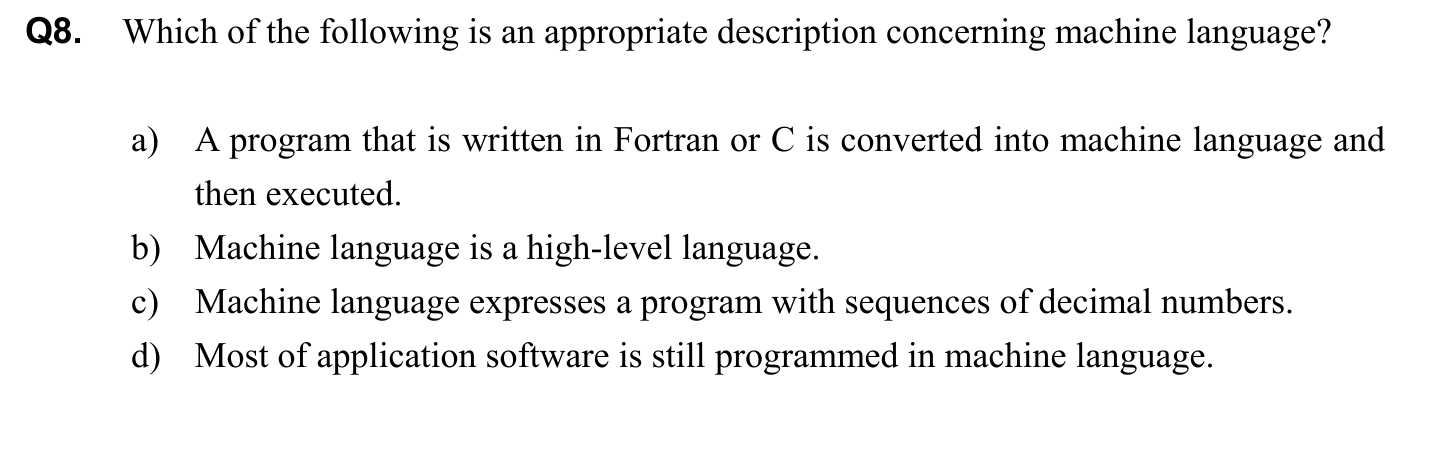 Q8. Which of the following is an appropriate description concerning machine language?
a) A program that is written in Fortran or C is converted into machine language and
then executed.
b) Machine language is a high-level language.
c) Machine language expresses a program with sequences of decimal numbers.
d) Most of application software is still programmed in machine language.